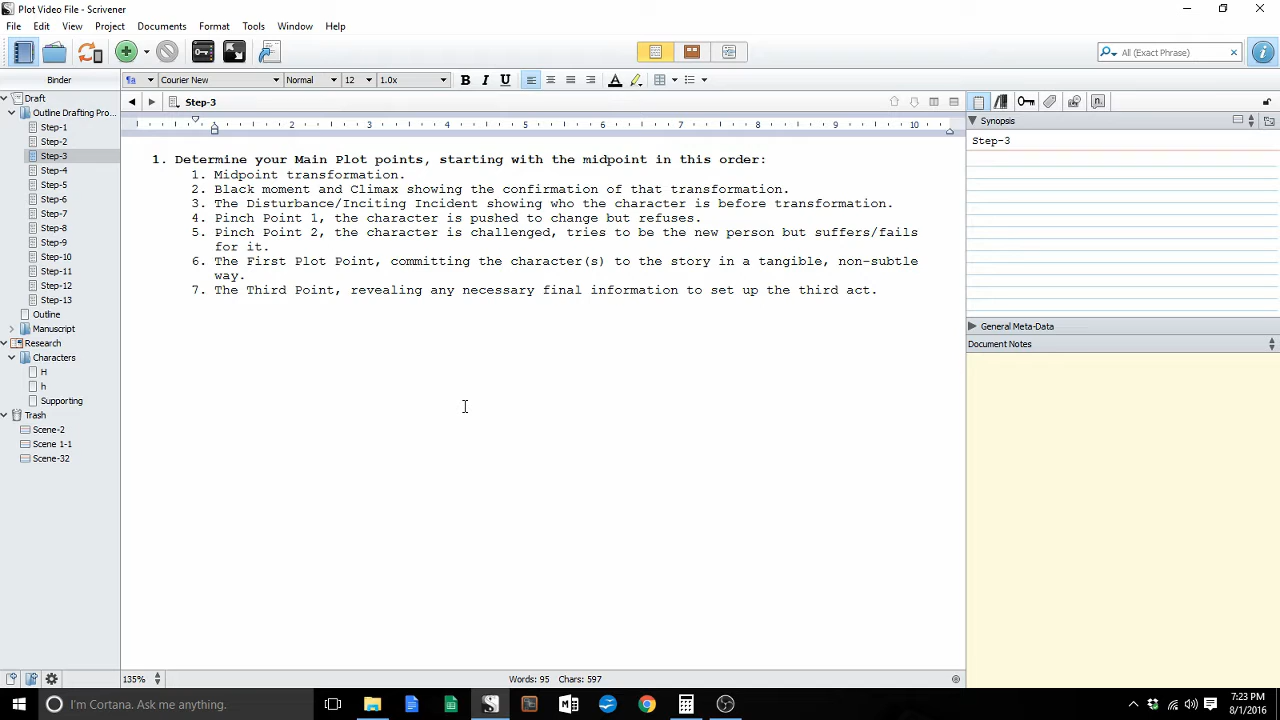 Plot Video File - Scrivener
File Edit View Project Documents Format Tools Window Help
All (Exact Phrase)
Binder
Courier New Normal 12 1.0x B I U A
Draft
Outline Drafting Pro...
Step-1
Step-2
Step-3
Step-4
Step-5
Step-6
Step-7
Step-8
Step-9
Step-10
Step-11
Step-12
Step-13
Outline
Manuscript
Research
Characters
H
h
Supporting
Trash
Scene-2
Scene 1-1
Scene-32
Step-3
2 3 4 5 6 7 8 9 10
1. Determine your Main Plot points, starting with the midpoint in this order:
1. Midpoint transformation.
2. Black moment and Climax showing the confirmation of that transformation.
3. The Disturbance/Inciting Incident showing who the character is before transformation.
4. Pinch Point 1, the character is pushed to change but refuses.
5. Pinch Point 2, the character is challenged, tries to be the new person but suffers/fails
for it.
6. The First Plot Point, committing the character(s) to the story in a tangible, non-subtle
way.
7. The Third Point, revealing any necessary final information to set up the third act.
Synopsis
Step-3
General Meta-Data
Document Notes
135%
Words: 95 Chars: 597
I'm Cortana. Ask me anything.
7:23 PM
8/1/2016